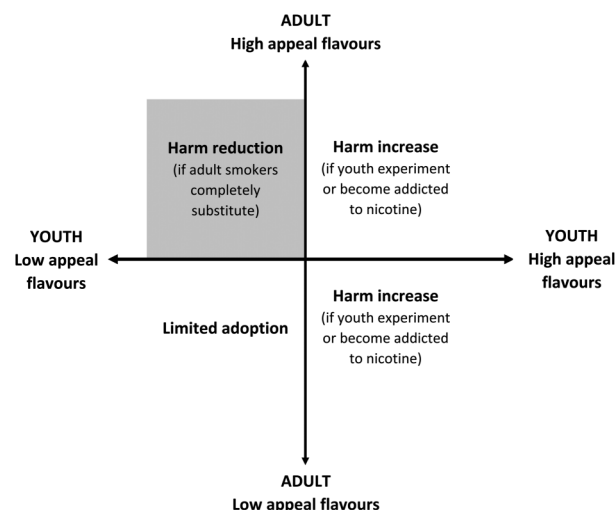 ADULT
High appeal flavours
Harm reduction
(if adult smokers
completely
substitute)
Harm increase
(if youth experiment
or become addicted
to nicotine)
YOUTH
Low appeal
flavours
YOUTH
High appeal
flavours
Limited adoption
Harm increase
(if youth experiment
or become addicted
to nicotine)
ADULT
Low appeal flavours